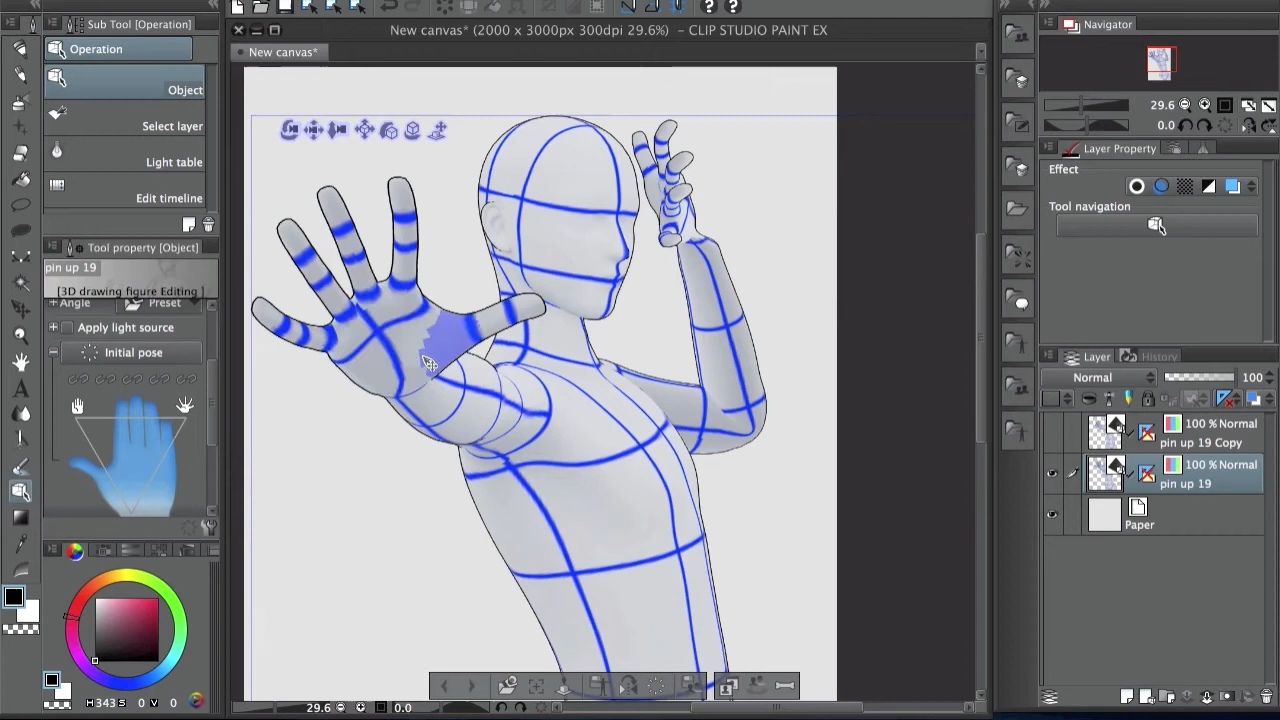 Sub Tool [Operation]
Operation
Object
Select layer
Light table
Edit timeline
Tool property [Object]
pin up 19
[3D drawing figure Editing ]
Angle
Preset
Apply light source
Initial pose
H 343 S 0 V 0
New canvas* (2000 x 3000px 300dpi 29.6%) - CLIP STUDIO PAINT EX
New canvas*
29.6
0.0
Navigator
29.6
0.0
Layer Property
Effect
Tool navigation
Layer
History
Normal
100
100 % Normal
pin up 19 Copy
100 % Normal
pin up 19
Paper